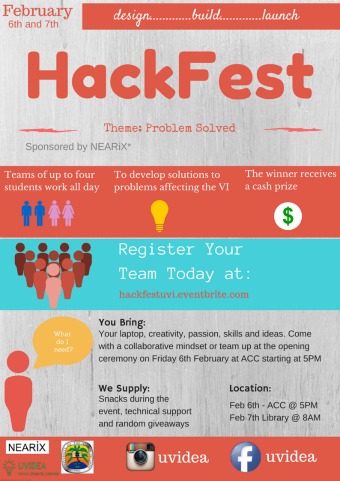 February
6th and 7th
design.............build.............launch
HackFest
Theme: Problem Solved
Sponsored by NEARiX*
Teams of up to four
students work all day
To develop solutions to
problems affecting the VI
The winner receives
a cash prize
$
Register Your
Team Today at:
hackfestuvi.eventbrite.com
What
do I
need?
You Bring:
Your laptop, creativity, passion, skills and ideas. Come
with a collaborative mindset or team up at the opening
ceremony on Friday 6th February at ACC starting at 5PM
We Supply:
Snacks during the
event, technical support
and random giveaways
Location:
Feb 6th - ACC @ 5PM
Feb 7th Library @ 8AM
NEARiX
UVIDEA
uvidea
f
uvidea